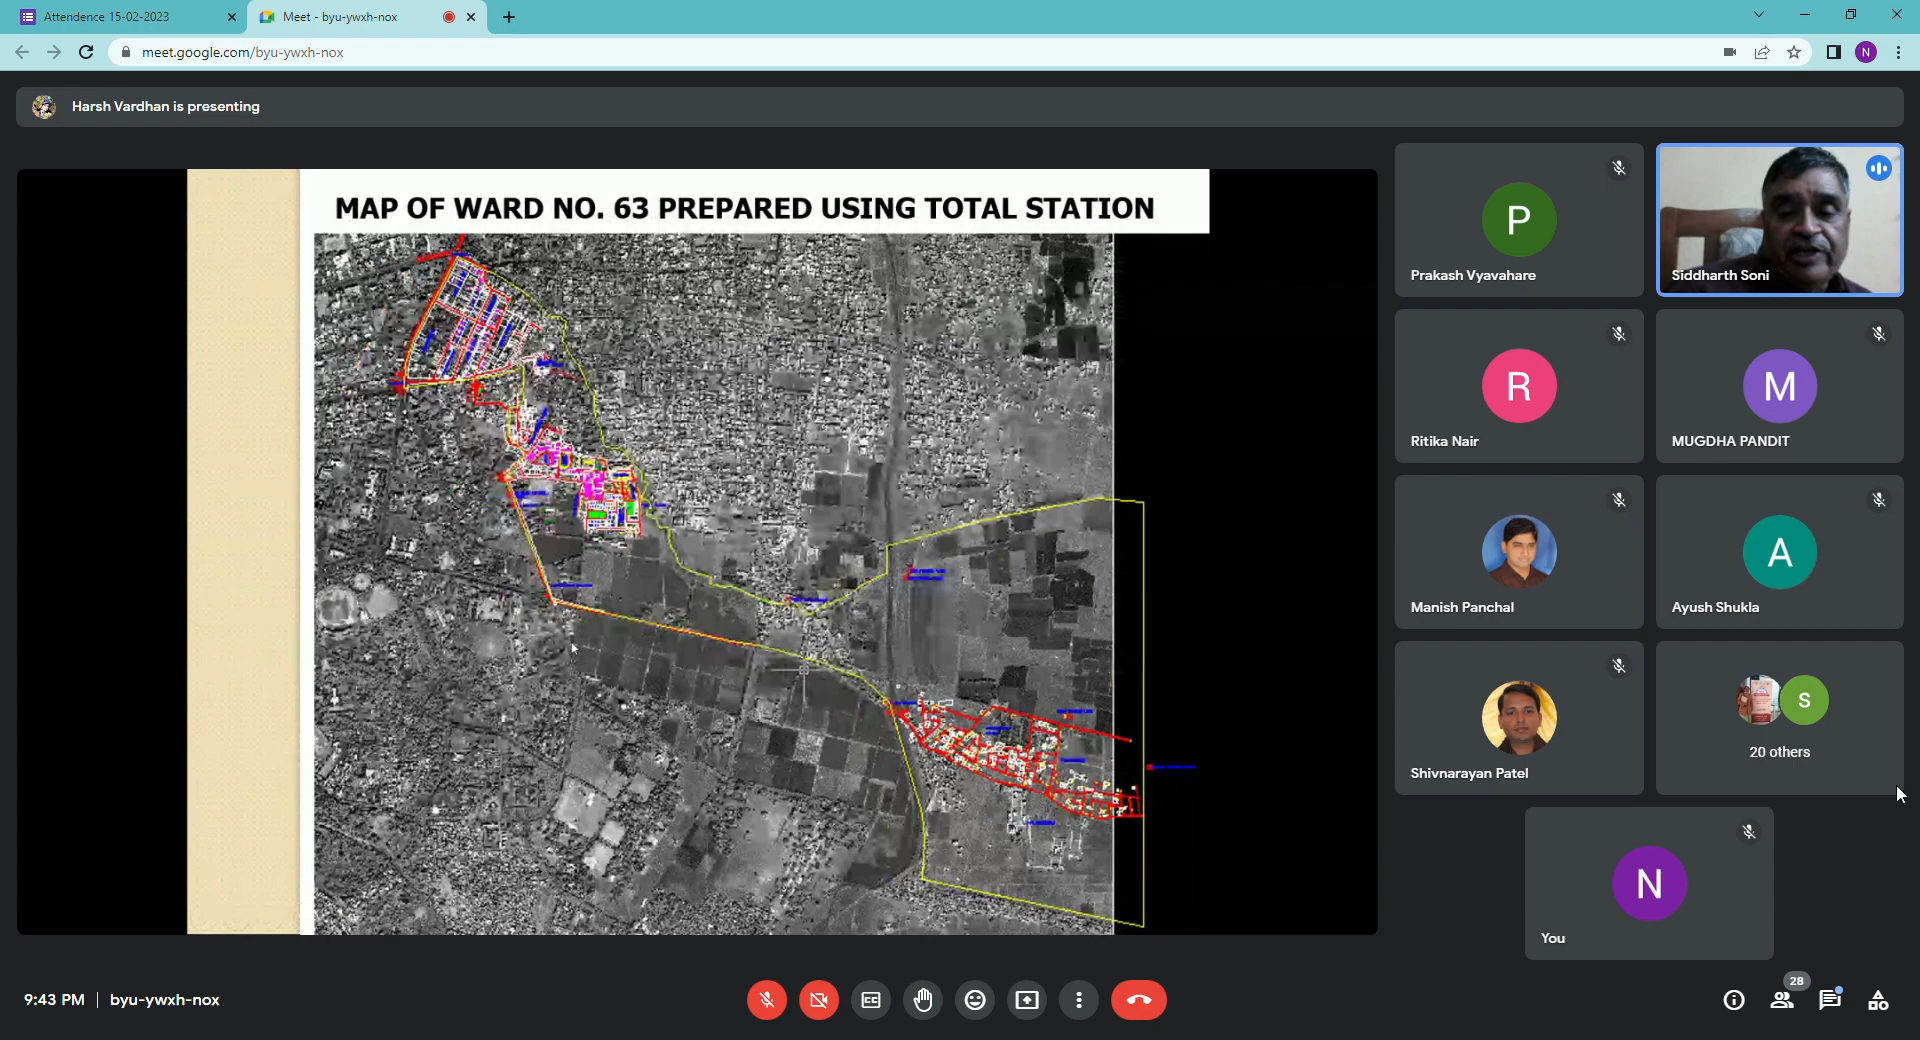 Attendence 15-02-2023
Meet - byu-ywxh-nox
meet.google.com/byu-ywxh-nox
N
Harsh Vardhan is presenting
MAP OF WARD NO. 63 PREPARED USING TOTAL STATION
P
Prakash Vyavahare
Siddharth Soni
R
Ritika Nair
M
MUGDHA PANDIT
Manish Panchal
A
Ayush Shukla
Shivnarayan Patel
S
20 others
N
You
9:43 PM | byu-ywxh-nox
CC
28